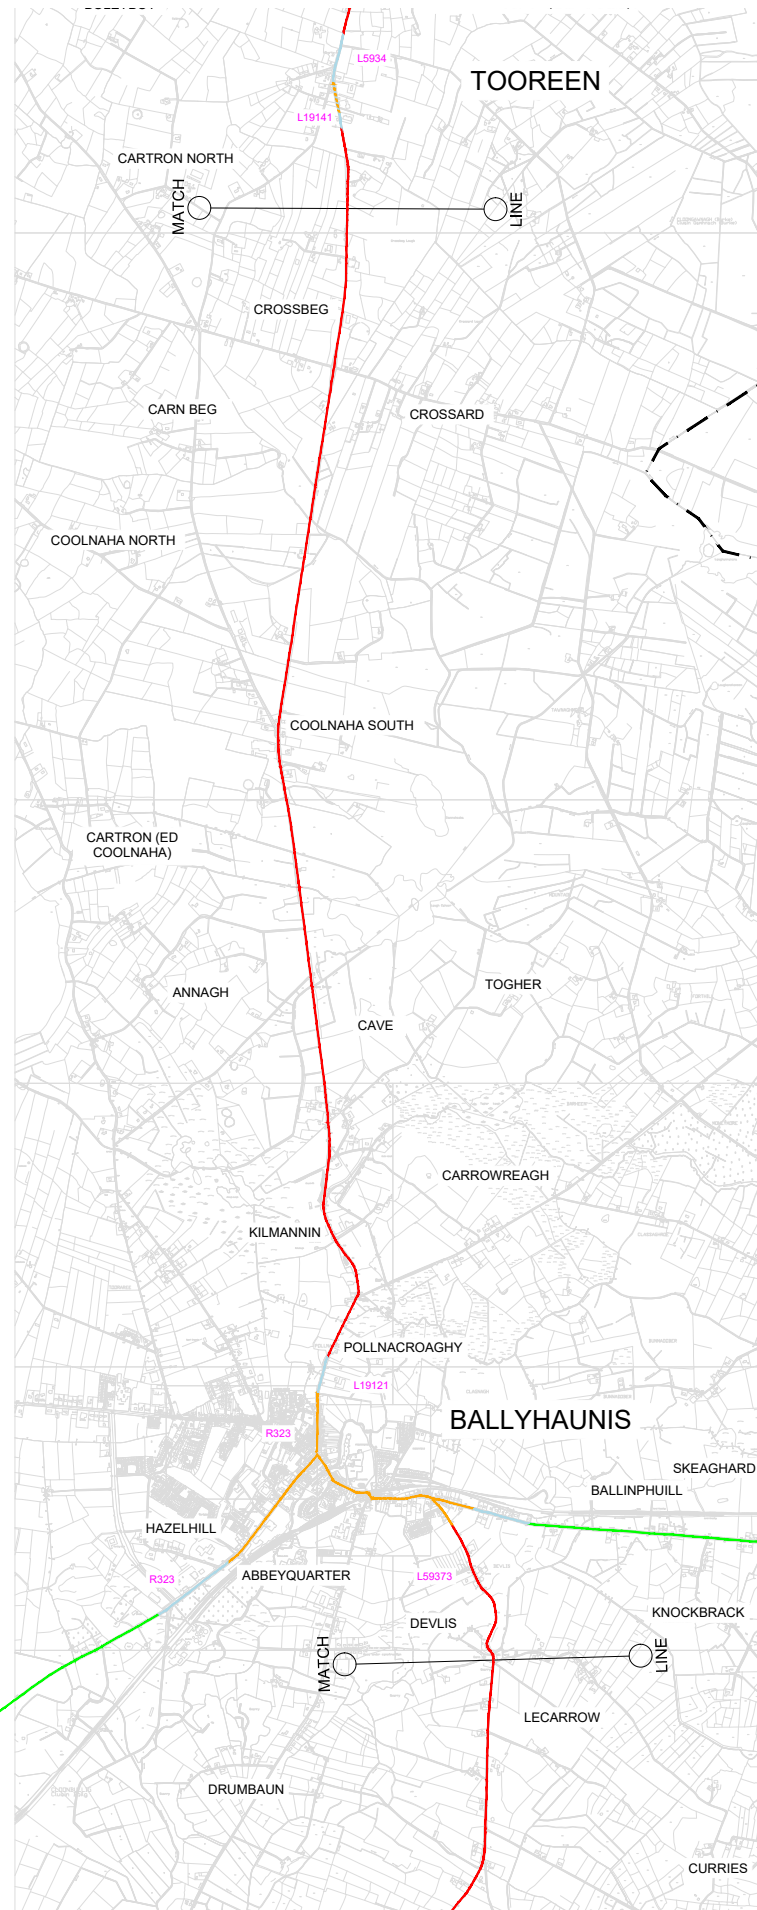 L5934
TOOREEN
L19141
CARTRON NORTH
MATCH
LINE
CROSSBEG
CARN BEG
CROSSARD
COOLNAHA NORTH
COOLNAHA SOUTH
CARTRON (ED
COOLNAHA)
TOGHER
ANNAGH
CAVE
CARROWREAGH
KILMANNIN
POLLNACROAGHY
L19121
BALLYHAUNIS
R323
SKEAGHARD
BALLINPHUILL
HAZELHILL
ABBEYQUARTER
R323
L59373
KNOCKBRACK
DEVLIS
MATCH
LINE
LECARROW
DRUMBAUN
CURRIES